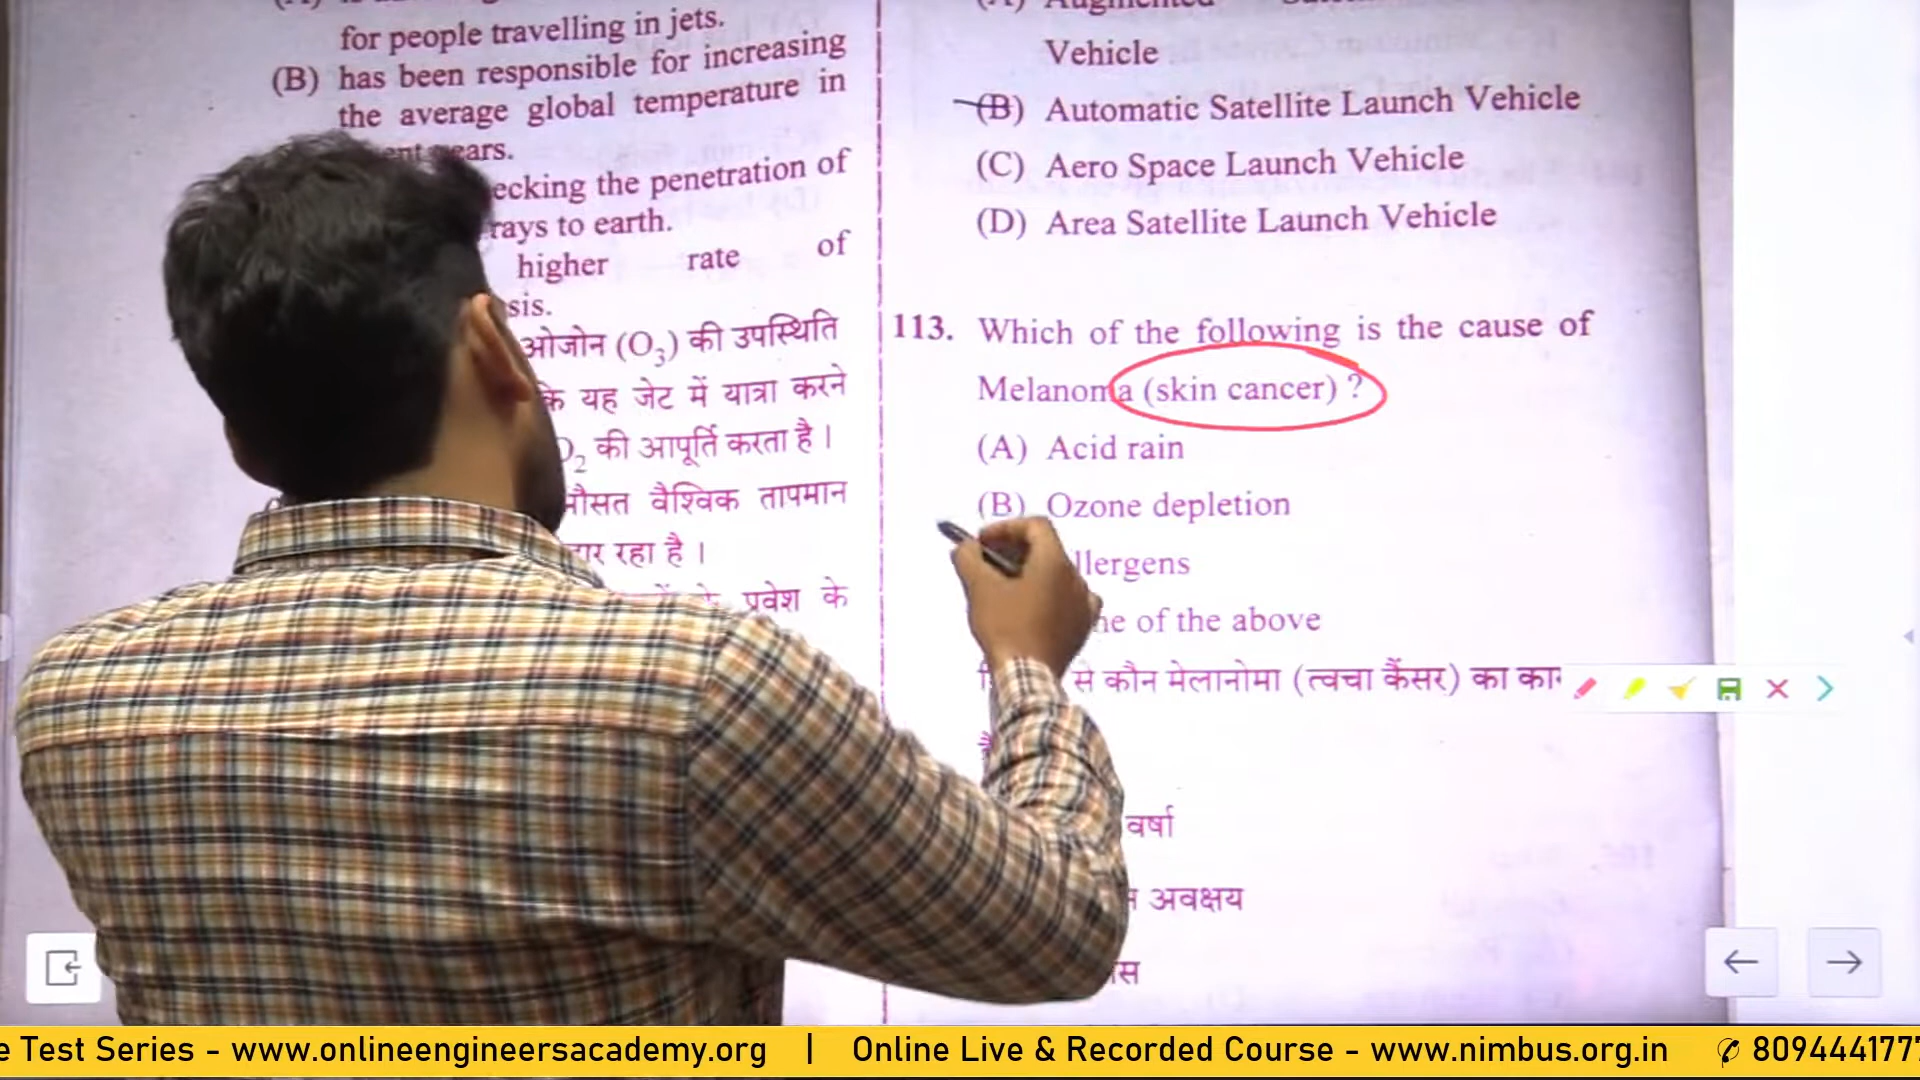 for people travelling in jets.
(B) has been responsible for increasing
the average global temperature in
ears.
ecking the penetration of
rays to earth.
higher rate of
sis.
ओजोन (O₃) की उपस्थिति
यह जेट में यात्रा करने
की आपूर्ति करता है ।
वैश्विक तापमान
रहा है ।
प्रवेश के
Vehicle
(B) Automatic Satellite Launch Vehicle
(C) Aero Space Launch Vehicle
(D) Area Satellite Launch Vehicle
113. Which of the following is the cause of
Melanoma (skin cancer) ?
(A) Acid rain
(B) Ozone depletion
llergens
ne of the above
से कौन मेलानोमा (त्वचा कैंसर) का
वर्षा
अवक्षय
e Test Series - www.onlineengineersacademy.org | Online Live & Recorded Course - www.nimbus.org.in ✆ 809444177